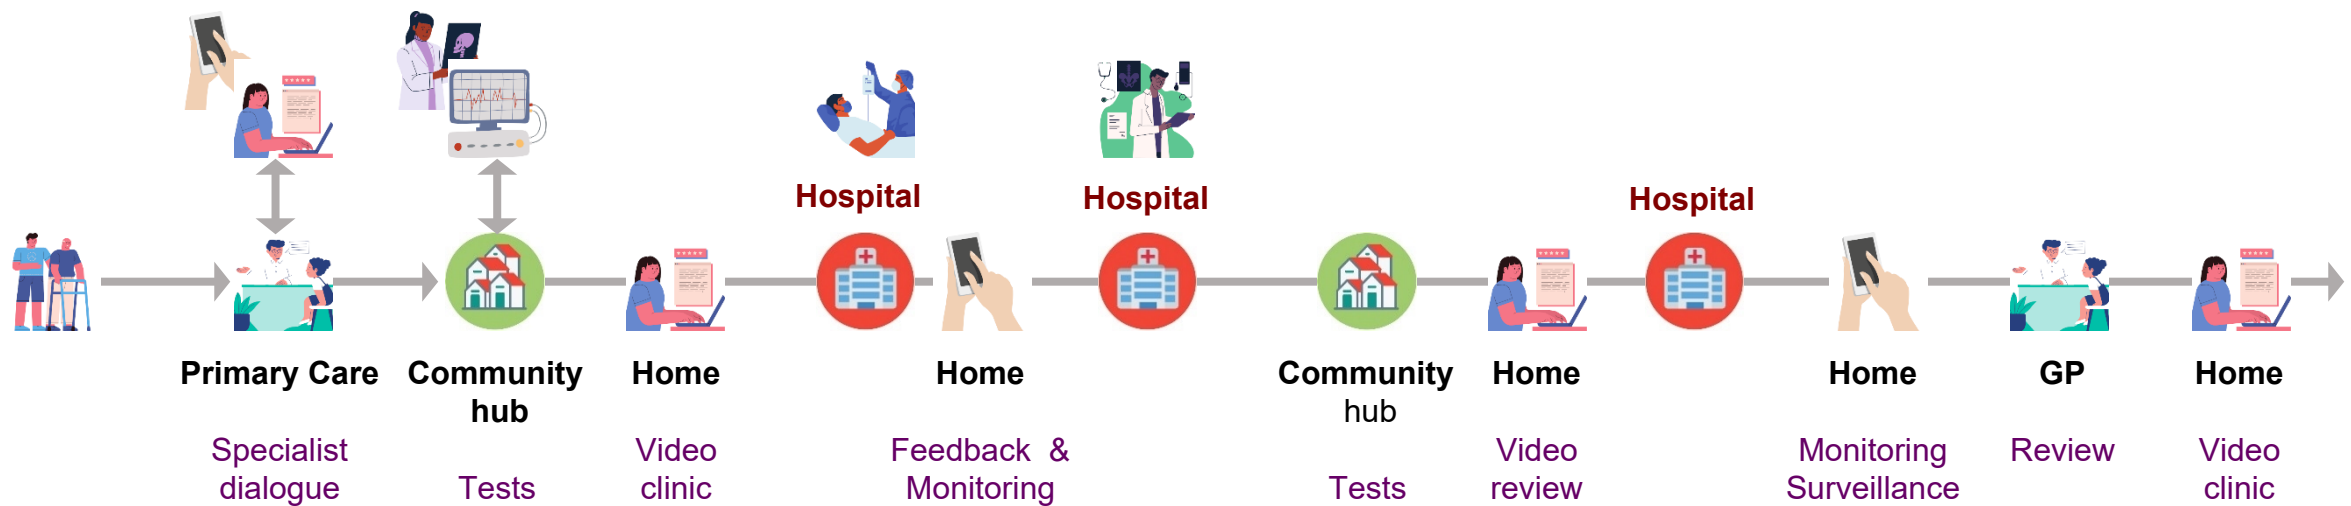 Hospital
Hospital
Hospital
Primary Care
Community
hub
Home
Home
Community
hub
Home
Home
GP
Home
Specialist
dialogue
Tests
Video
clinic
Feedback &
Monitoring
Tests
Video
review
Monitoring
Surveillance
Review
Video
clinic